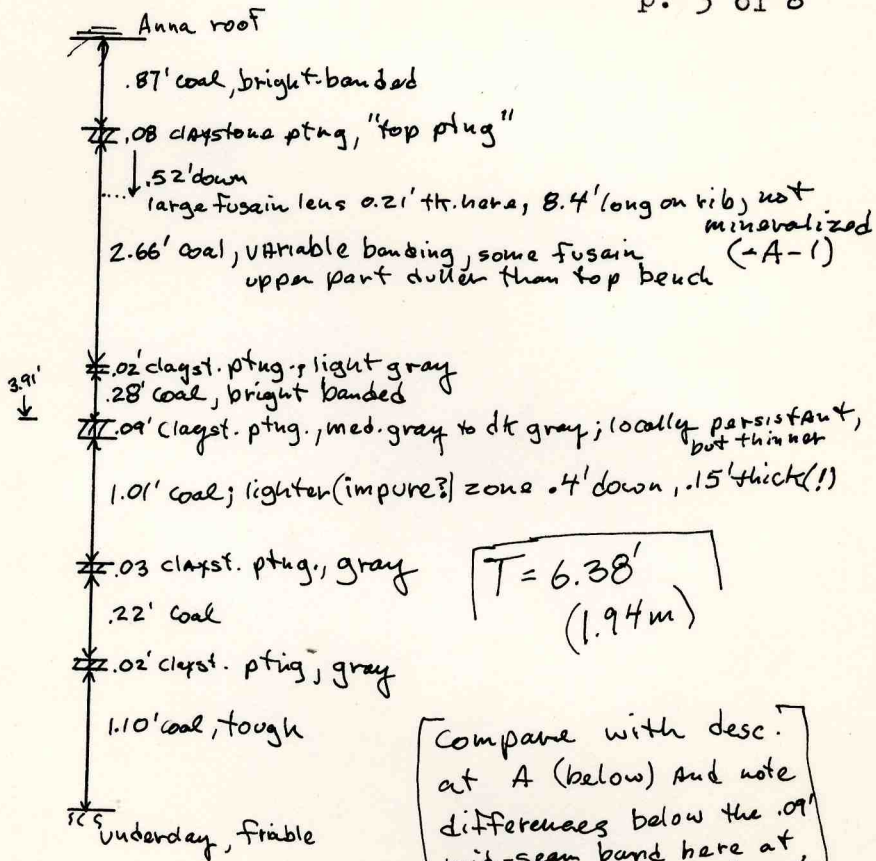 p. 5 of 8
Anna roof
.87' coal, bright-banded
.08 claystone ptng, "top ptng"
.52' down
large fusain lens 0.21' tk. here, 8.4' long on rib, not
mineralized
(-A-1)
2.66' coal, variable banding, some fusain
upper part duller than top bench
.02' clayst. ptng., light gray
3.91'
.28' coal, bright banded
.09' clayst. ptng., med. gray to dk gray; locally persistant,
but thinner
1.01' coal; lighter (impure?) zone .4' down, .15' thick (!)
.03 clayst. ptng., gray
T = 6.38'
(1.94m)
.22' coal
.02' clayst. ptng, gray
1.10' coal, tough
Compare with desc.
at A (below) and note
differences below the .09'
seam band here at
underclay, friable